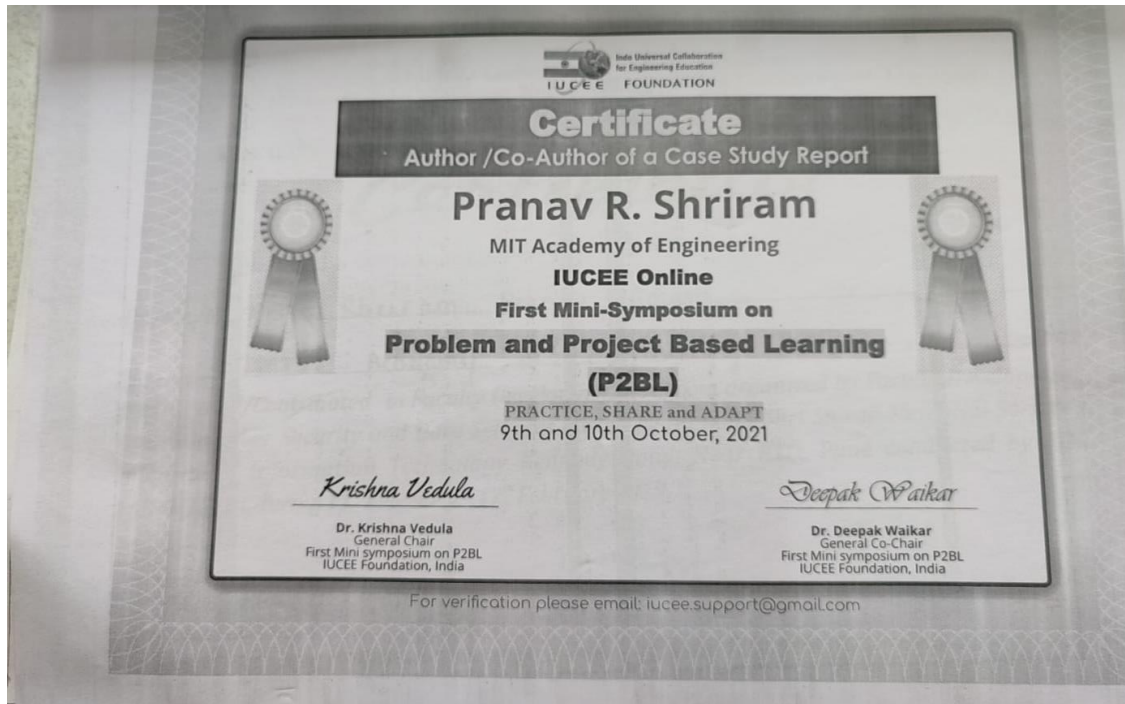 Indo Universal Collaboration
for Engineering Education
IUCEE FOUNDATION
Certificate
Author /Co-Author of a Case Study Report
Pranav R. Shriram
MIT Academy of Engineering
IUCEE Online
First Mini-Symposium on
Problem and Project Based Learning
(P2BL)
PRACTICE, SHARE and ADAPT
9th and 10th October, 2021
Krishna Vedula
Dr. Krishna Vedula
General Chair
First Mini symposium on P2BL
IUCEE Foundation, India
Deepak Waikar
Dr. Deepak Waikar
General Co-Chair
First Mini symposium on P2BL
IUCEE Foundation, India
For verification please email: iucee.support@gmail.com